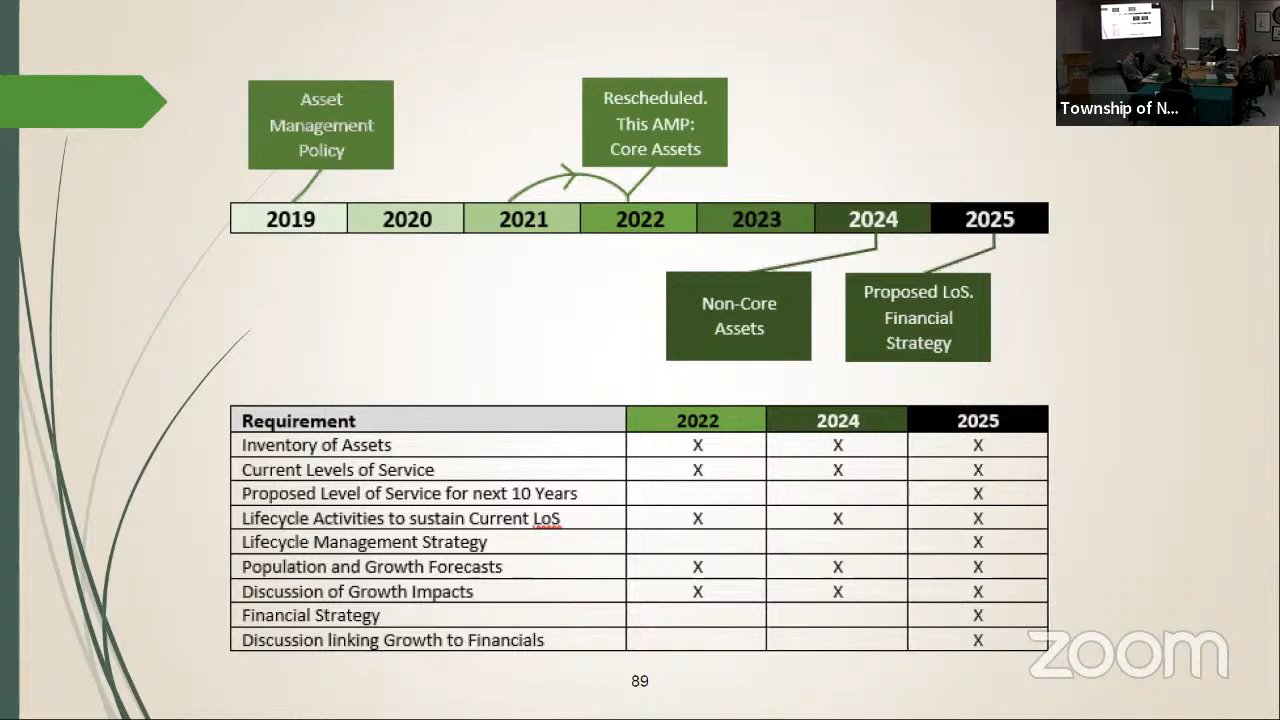 Asset
Management
Policy
Rescheduled.
This AMP:
Core Assets
Township of N...
2019 2020 2021 2022 2023 2024 2025
Non-Core
Assets
Proposed LoS.
Financial
Strategy
Requirement 2022 2024 2025
Inventory of Assets X X X
Current Levels of Service X X X
Proposed Level of Service for next 10 Years X
Lifecycle Activities to sustain Current LoS X X X
Lifecycle Management Strategy X
Population and Growth Forecasts X X X
Discussion of Growth Impacts X X X
Financial Strategy X
Discussion linking Growth to Financials X
zoom
89